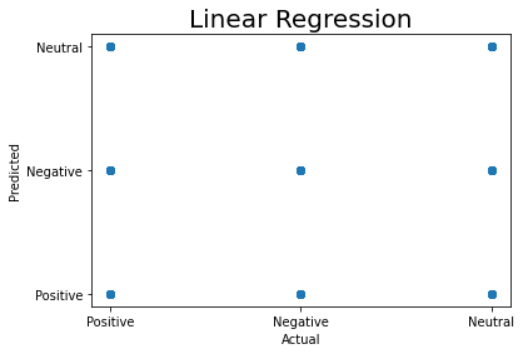 Linear Regression
Neutral
Negative
Positive
Predicted
Positive Negative Neutral
Actual